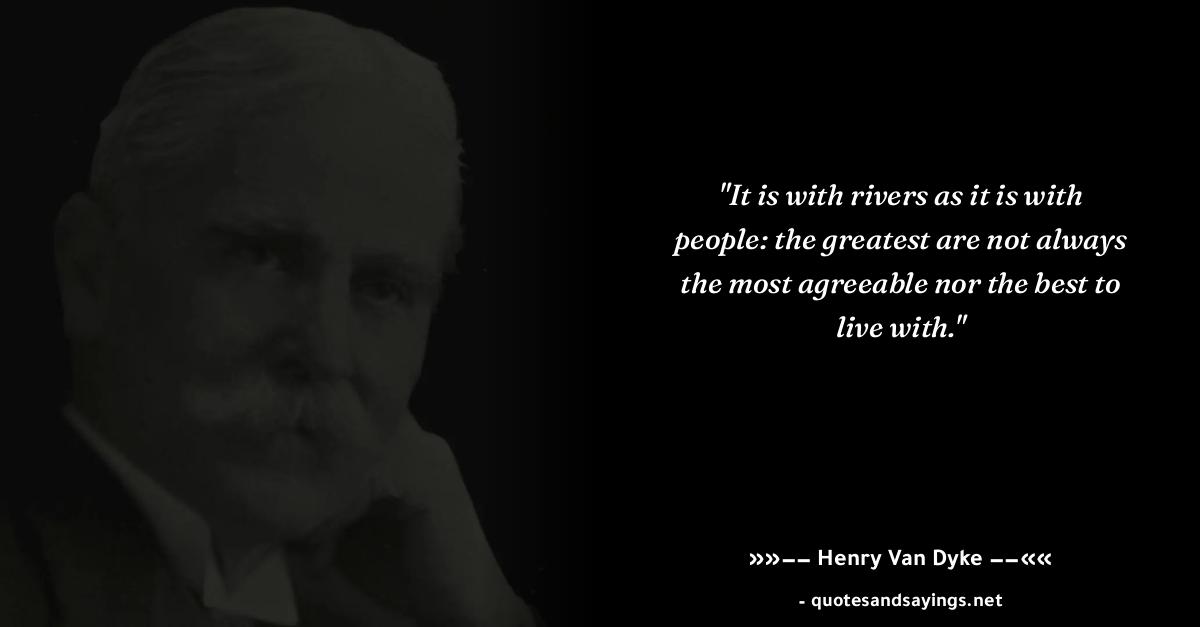 "It is with rivers as it is with
people: the greatest are not always
the most agreeable nor the best to
live with."
»»−− Henry Van Dyke −−««
- quotesandsayings.net